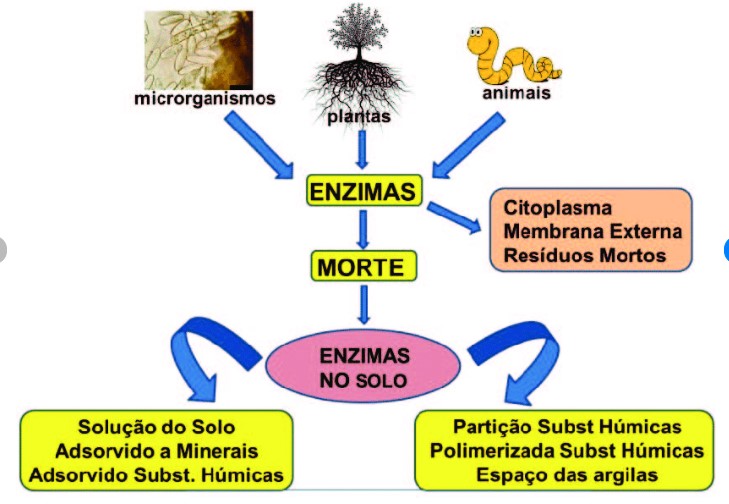 microrganismos
plantas
animais
ENZIMAS
Citoplasma
Membrana Externa
Resíduos Mortos
MORTE
ENZIMAS
NO SOLO
Solução do Solo
Adsorvido a Minerais
Adsorvido Subst. Húmicas
Partição Subst Húmicas
Polimerizada Subst Húmicas
Espaço das argilas